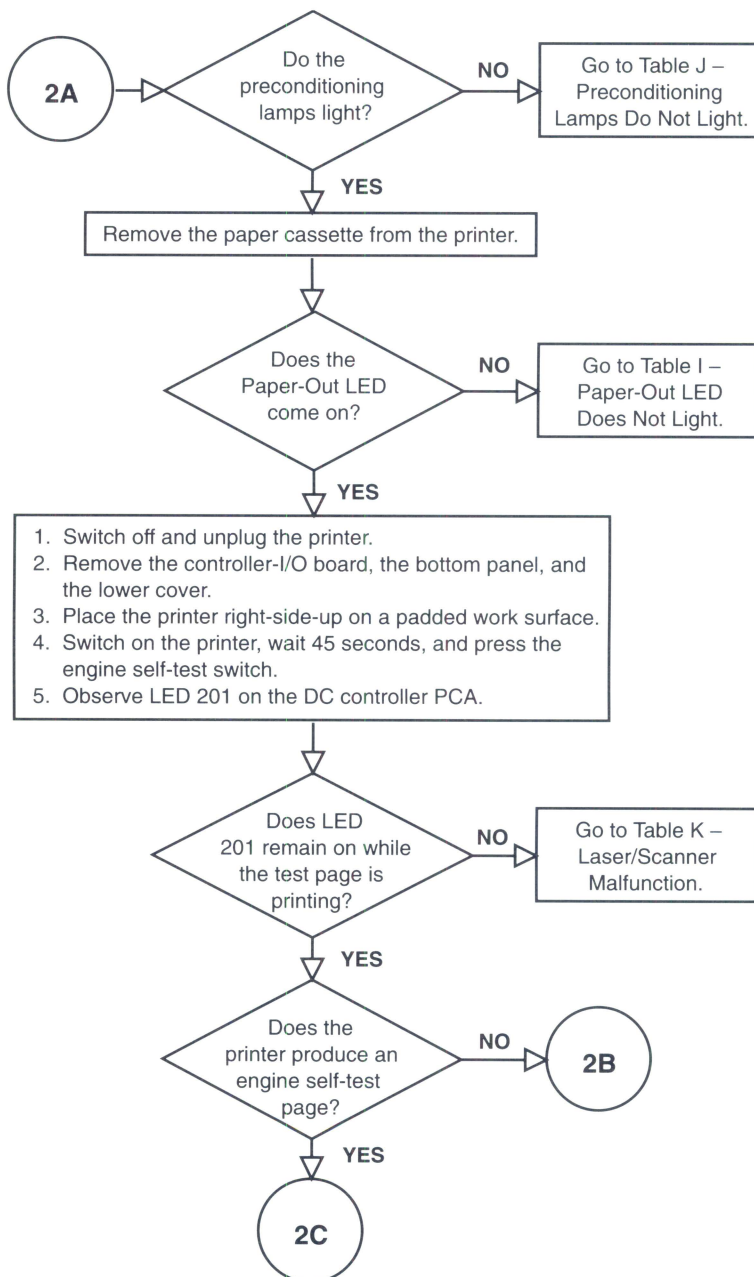 2A
Do the
preconditioning
lamps light?
NO
Go to Table J –
Preconditioning
Lamps Do Not Light.
YES
Remove the paper cassette from the printer.
Does the
Paper-Out LED
come on?
NO
Go to Table I –
Paper-Out LED
Does Not Light.
YES
1. Switch off and unplug the printer.
2. Remove the controller-I/O board, the bottom panel, and
the lower cover.
3. Place the printer right-side-up on a padded work surface.
4. Switch on the printer, wait 45 seconds, and press the
engine self-test switch.
5. Observe LED 201 on the DC controller PCA.
Does LED
201 remain on while
the test page is
printing?
NO
Go to Table K –
Laser/Scanner
Malfunction.
YES
Does the
printer produce an
engine self-test
page?
NO
2B
YES
2C